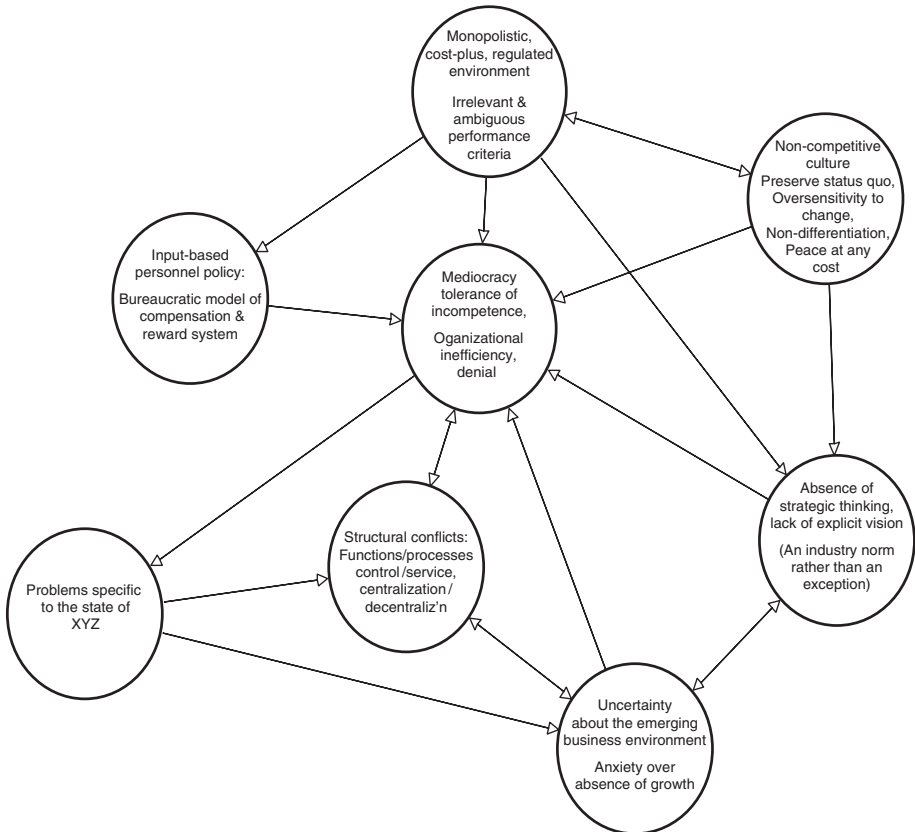 Monopolistic,
cost-plus, regulated
environment
Irrelevant &
ambiguous
performance
criteria
Non-competitive
culture
Preserve status quo,
Oversensitivity to
change,
Non-differentiation,
Peace at any
cost
Input-based
personnel policy:
Bureaucratic model of
compensation &
reward system
Mediocracy
tolerance of
incompetence,
Oganizational
inefficiency,
denial
Absence of
strategic thinking,
lack of explicit vision
(An industry norm
rather than an
exception)
Structural conflicts:
Functions/processes
control/service,
centralization/
decentraliz'n
Problems specific
to the state of
XYZ
Uncertainty
about the emerging
business environment
Anxiety over
absence of growth